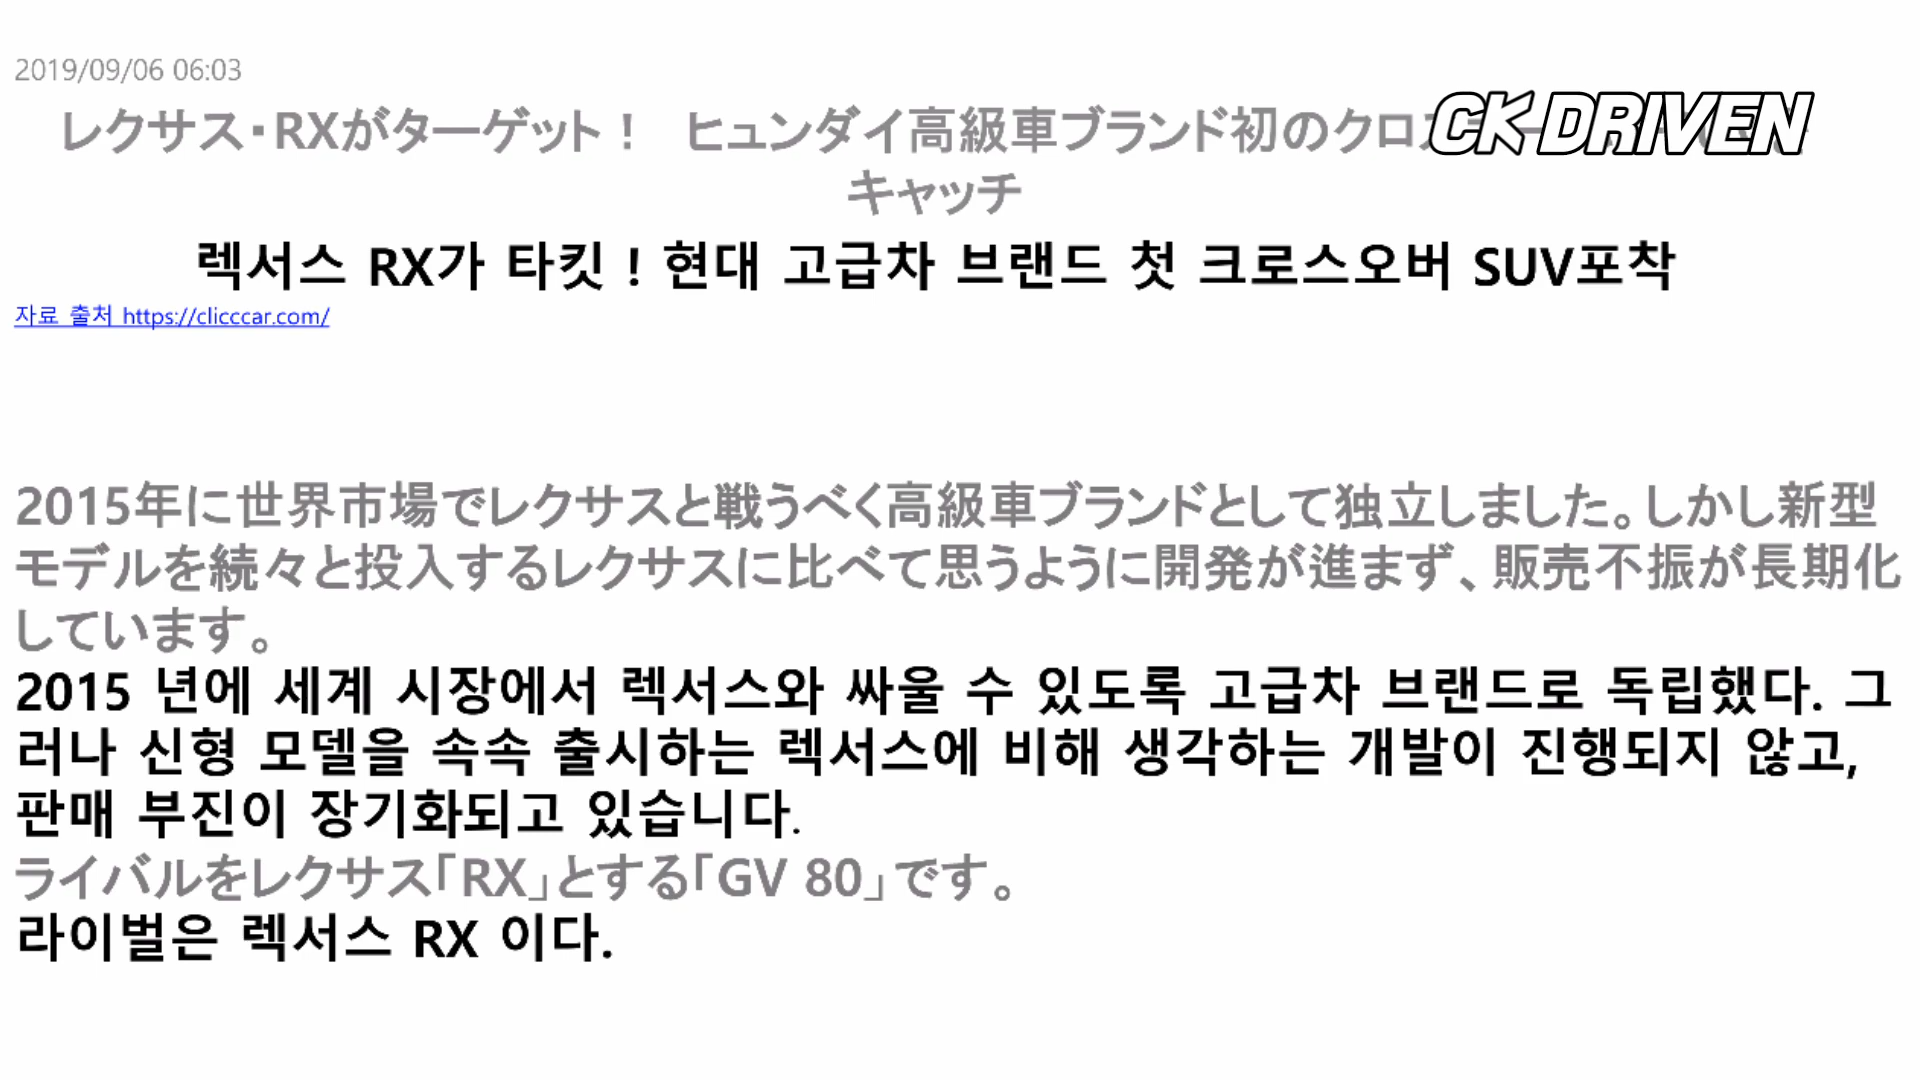 2019/09/06 06:03
CK DRIVEN
レクサス・RXがターゲット！　ヒュンダイ高級車ブランド初のクロ
キャッチ
렉서스 RX가 타킷 ! 현대 고급차 브랜드 첫 크로스오버 SUV포착
자료 출처 https://clicccar.com/
2015年に世界市場でレクサスと戦うべく高級車ブランドとして独立しました。しかし新型
モデルを続々と投入するレクサスに比べて思うように開発が進まず、販売不振が長期化
しています。
2015 년에 세계 시장에서 렉서스와 싸울 수 있도록 고급차 브랜드로 독립했다. 그
러나 신형 모델을 속속 출시하는 렉서스에 비해 생각하는 개발이 진행되지 않고,
판매 부진이 장기화되고 있습니다.
ライバルをレクサス「RX」とする「GV 80」です。
라이벌은 렉서스 RX 이다.